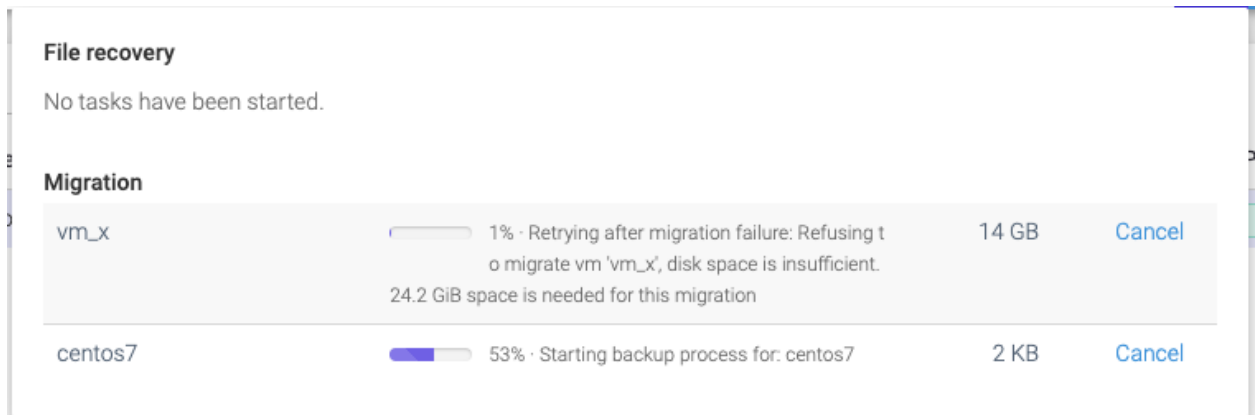 File recovery
No tasks have been started.
Migration
vm_x 1% · Retrying after migration failure: Refusing t 14 GB Cancel
o migrate vm 'vm_x', disk space is insufficient.
24.2 GiB space is needed for this migration
centos7 53% · Starting backup process for: centos7 2 KB Cancel